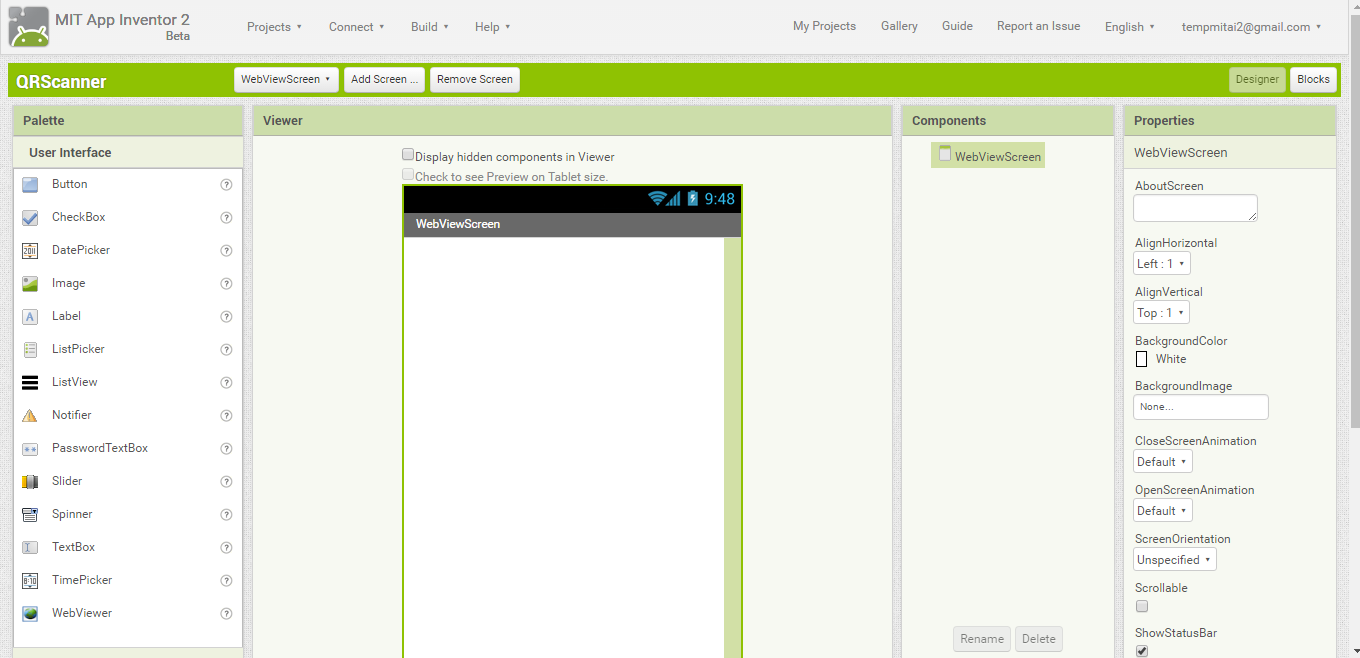 MIT App Inventor 2
Beta
Projects Connect Build Help My Projects Gallery Guide Report an Issue English tempmitai2@gmail.com
QRScanner WebViewScreen Add Screen ... Remove Screen Designer Blocks
Palette
User Interface
Button ?
CheckBox ?
DatePicker ?
Image ?
Label ?
ListPicker ?
ListView ?
Notifier ?
PasswordTextBox ?
Slider ?
Spinner ?
TextBox ?
TimePicker ?
WebViewer ?
Viewer
Display hidden components in Viewer
Check to see Preview on Tablet size.
9:48
WebViewScreen
Components
WebViewScreen
Rename Delete
Properties
WebViewScreen
AboutScreen
AlignHorizontal
Left : 1
AlignVertical
Top : 1
BackgroundColor
White
BackgroundImage
None...
CloseScreenAnimation
Default
OpenScreenAnimation
Default
ScreenOrientation
Unspecified
Scrollable
ShowStatusBar